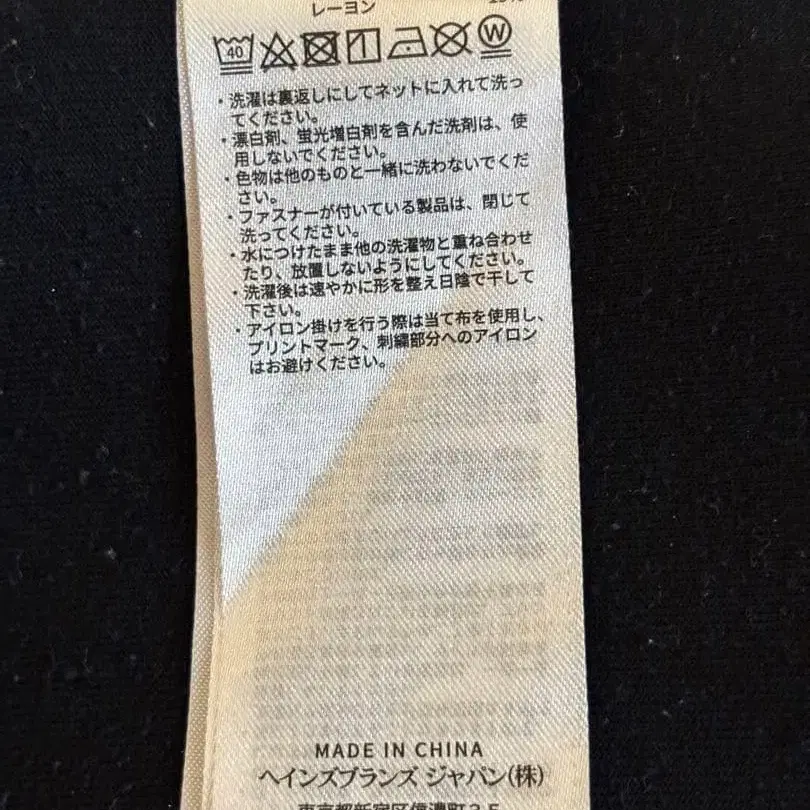 レーヨン
40 W
・洗濯は裏返しにしてネットに入れて洗っ
てください。
・漂白剤、蛍光増白剤を含んだ洗剤は、使
用しないでください。
・色物は他のものと一緒に洗わないでくだ
さい。
・ファスナーが付いている製品は、閉じて
洗ってください。
・水につけたまま他の洗濯物と重ね合わせ
たり、放置しないようにしてください。
・洗濯後は速やかに形を整え日陰で干して
下さい。
・アイロン掛けを行う際は当て布を使用し、
プリントマーク、刺繍部分へのアイロン
はお避けください。
MADE IN CHINA
ヘインズブランズ ジャパン(株)
東京都新宿区信濃町35